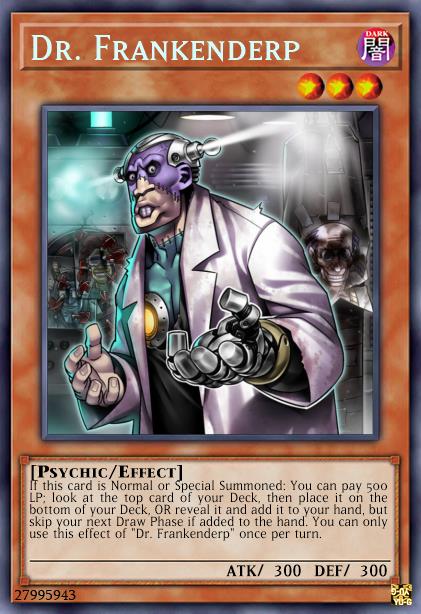 Dr. Frankenderp
DARK
闇
[Psychic/Effect]
If this card is Normal or Special Summoned: You can pay 500
LP; look at the top card of your Deck, then place it on the
bottom of your Deck, OR reveal it and add it to your hand, but
skip your next Draw Phase if added to the hand. You can only
use this effect of "Dr. Frankenderp" once per turn.
ATK/ 300 DEF/ 300
27995943